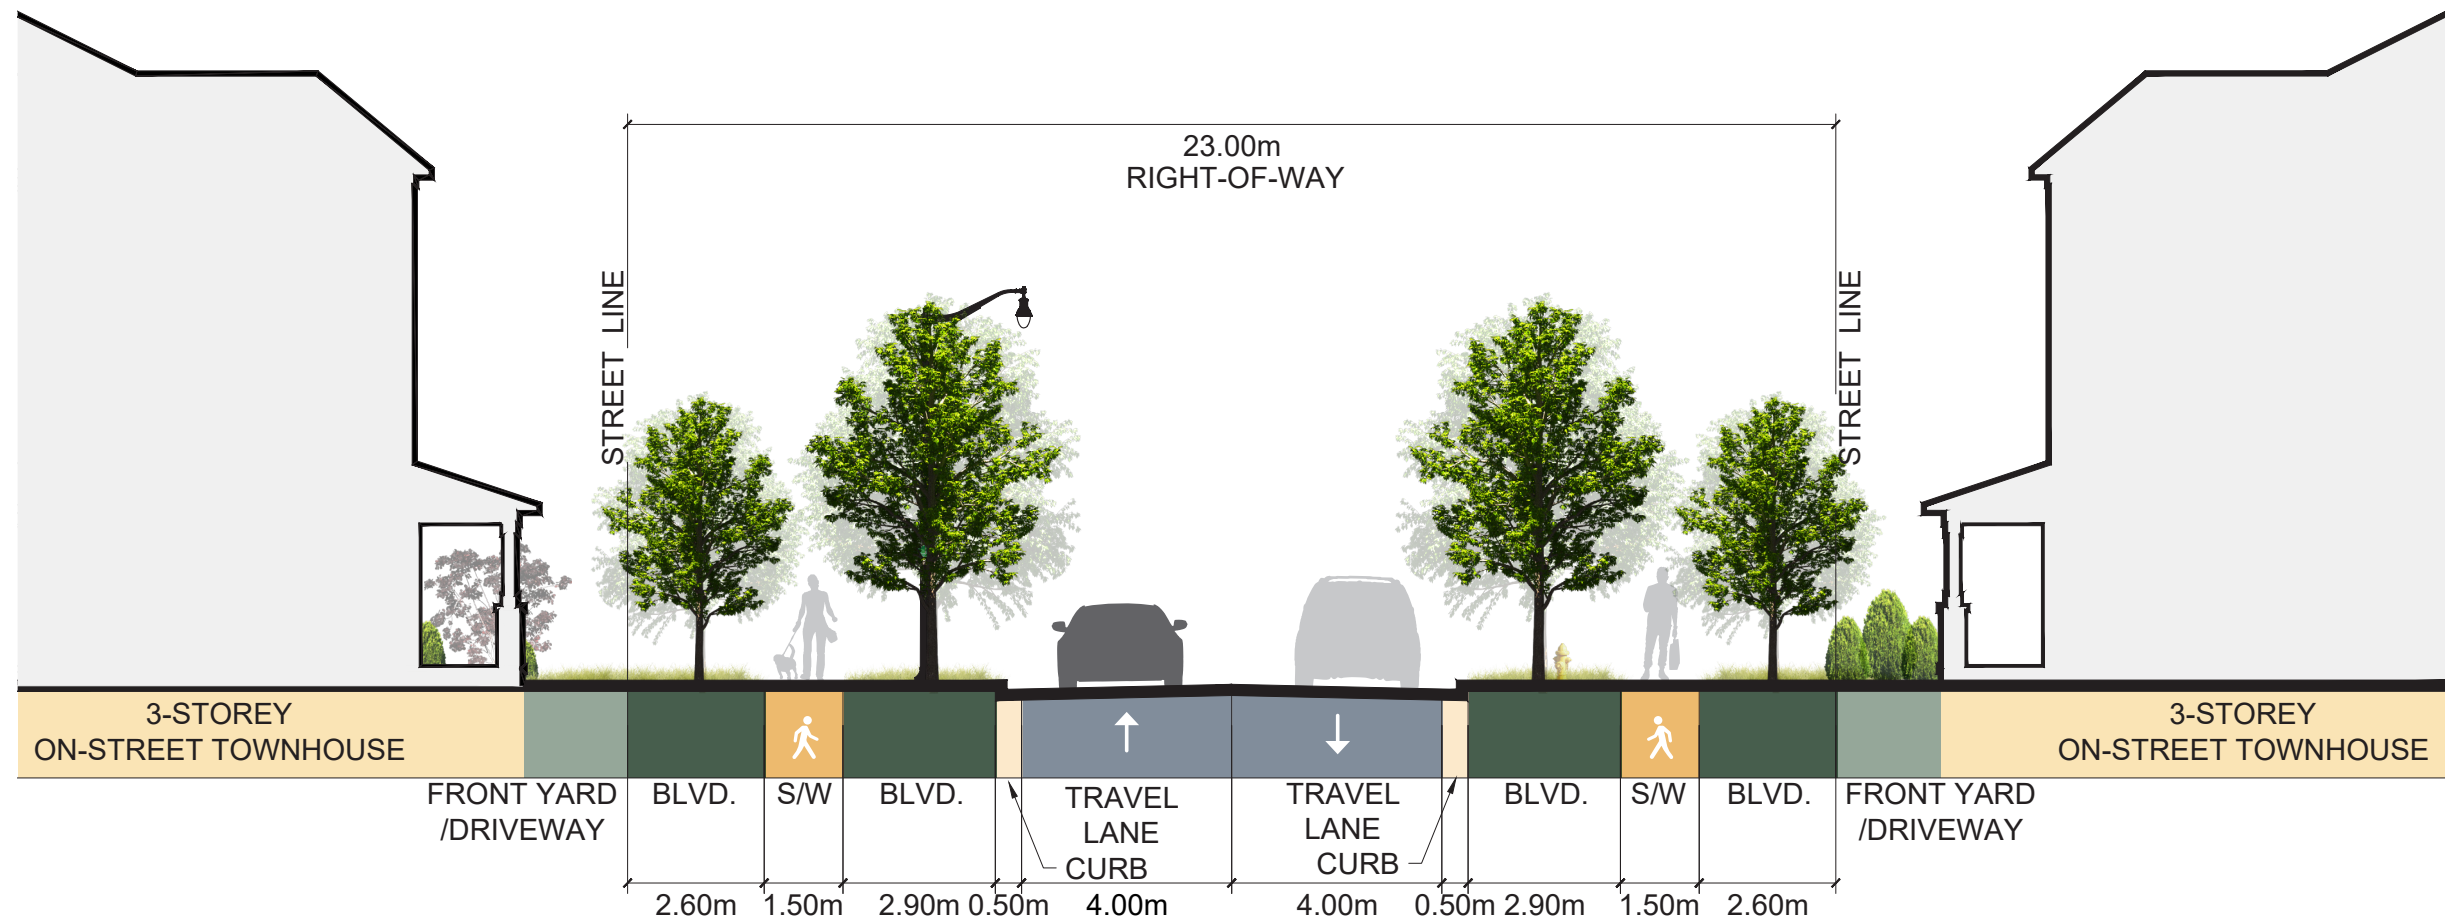 23.00m
RIGHT-OF-WAY
STREET LINE
STREET LINE
3-STOREY
ON-STREET TOWNHOUSE
3-STOREY
ON-STREET TOWNHOUSE
FRONT YARD
/DRIVEWAY
BLVD.
S/W
BLVD.
TRAVEL
LANE
CURB
TRAVEL
LANE
CURB
BLVD.
S/W
BLVD.
FRONT YARD
/DRIVEWAY
2.60m 1.50m 2.90m 0.50m 4.00m 4.00m 0.50m 2.90m 1.50m 2.60m